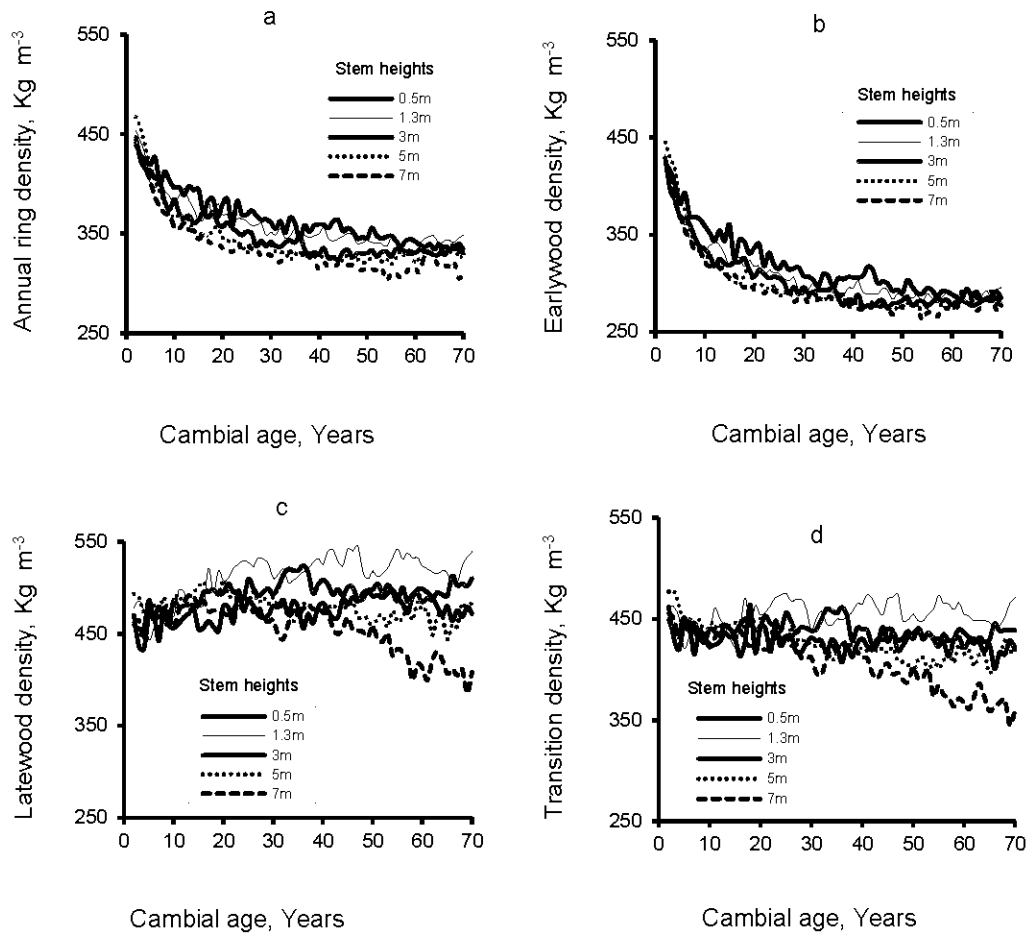 a
Annual ring density, Kg m-3
550
450
350
250
Stem heights
0.5m
1.3m
3m
5m
7m
0 10 20 30 40 50 60 70
Cambial age, Years
b
Earlywood density, Kg m-3
550
450
350
250
Stem heights
0.5m
1.3m
3m
5m
7m
0 10 20 30 40 50 60 70
Cambial age, Years
c
Latewood density, Kg m-3
550
450
350
250
Stem heights
0.5m
1.3m
3m
5m
7m
0 10 20 30 40 50 60 70
Cambial age, Years
d
Transition density, Kg m-3
550
450
350
250
Stem heights
0.5m
1.3m
3m
5m
7m
0 10 20 30 40 50 60 70
Cambial age, Years